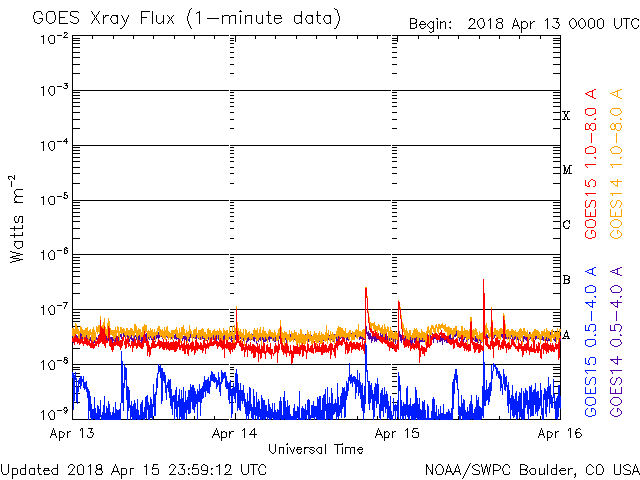 GOES Xray Flux (1-minute data)
Begin: 2018 Apr 13 0000 UTC
10⁻²
10⁻³
10⁻⁴
10⁻⁵
10⁻⁶
10⁻⁷
10⁻⁸
10⁻⁹
Watts m⁻²
X
M
C
B
A
GOES15 1.0-8.0 A
GOES14 1.0-8.0 A
GOES15 0.5-4.0 A
GOES14 0.5-4.0 A
Apr 13
Apr 14
Apr 15
Apr 16
Universal Time
Updated 2018 Apr 15 23:59:12 UTC
NOAA/SWPC Boulder, CO USA